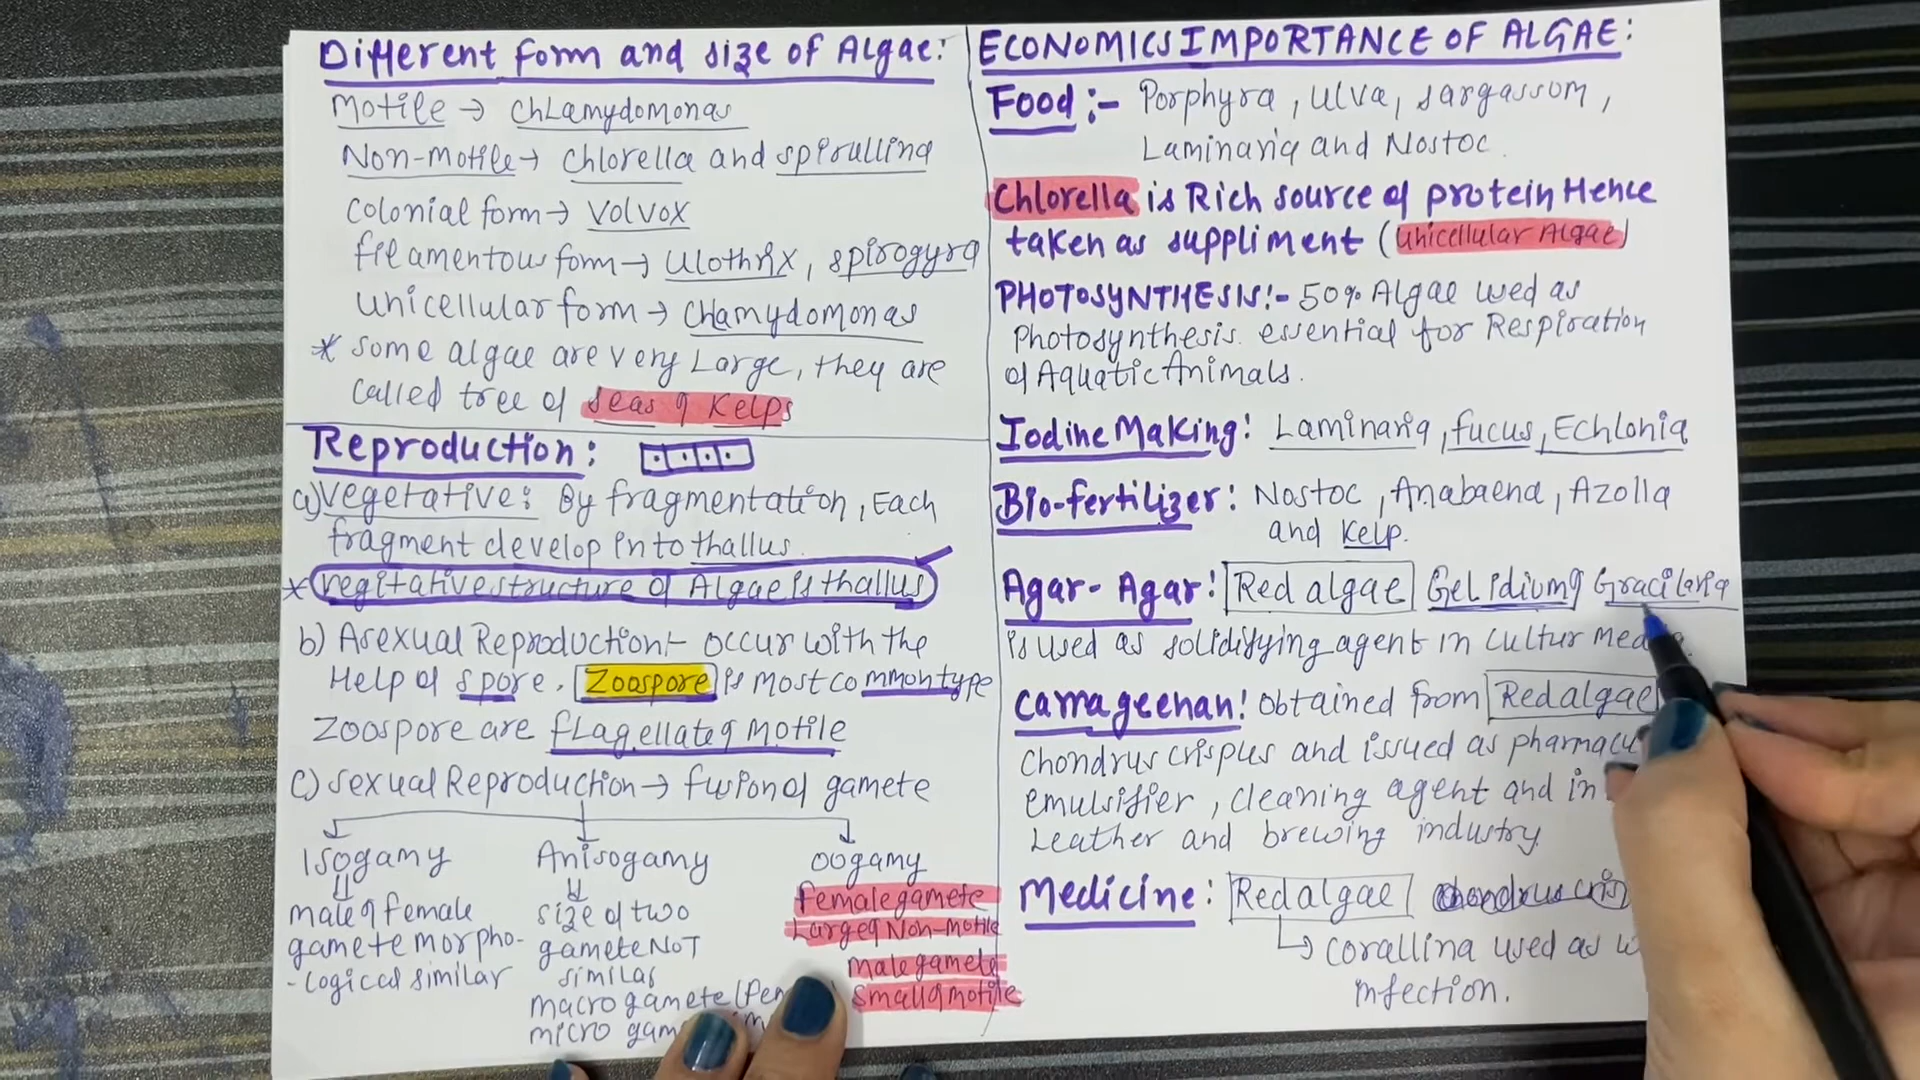 Different form and size of Algae:
Motile → Chlamydomonas
Non-motile → Chlorella and spirullina
Colonial form → Volvox
filamentous form → Ulothrix, spirogyra
Unicellular form → Chlamydomonas
* Some algae are very Large, they are
called tree of seas & Kelps
Reproduction:
a) Vegetative: By fragmentation, Each
fragment develop into thallus.
* Vegitative structure of Algae is thallus
b) Asexual Reproduction:- occur with the
Help of spore. Zoospore is most common type
Zoospore are flagellate & motile
c) Sexual Reproduction → fusion of gamete
Isogamy Anisogamy Oogamy
male & female
gamete morpho-
-logical similar
size of two
gamete NOT
similar
macro gamete
micro
female gamete
Large & Non-motile
male gamete
small & motile
ECONOMICS IMPORTANCE OF ALGAE:
Food :- Porphyra, Ulva, sargassum,
Laminaria and Nostoc.
Chlorella is Rich source of protein Hence
taken as suppliment (Unicellular Algae)
PHOTOSYNTHESIS:- 50% Algae used as
Photosynthesis. essential for Respiration
of Aquatic Animals.
Iodine Making: Laminaria, fucus, Echlonia
Bio-fertilizer: Nostoc, Anabaena, Azolla
and Kelp.
Agar-Agar: Red algae Gelidium & Gracilaria
is used as solidifying agent in cultur media.
Carrageenan! obtained from Red algae
Chondrus crispus and issued as
emulsifier, cleaning agent and in
Leather and brewing industry.
Medicine: Red algae
↳ corallina used as
infection.